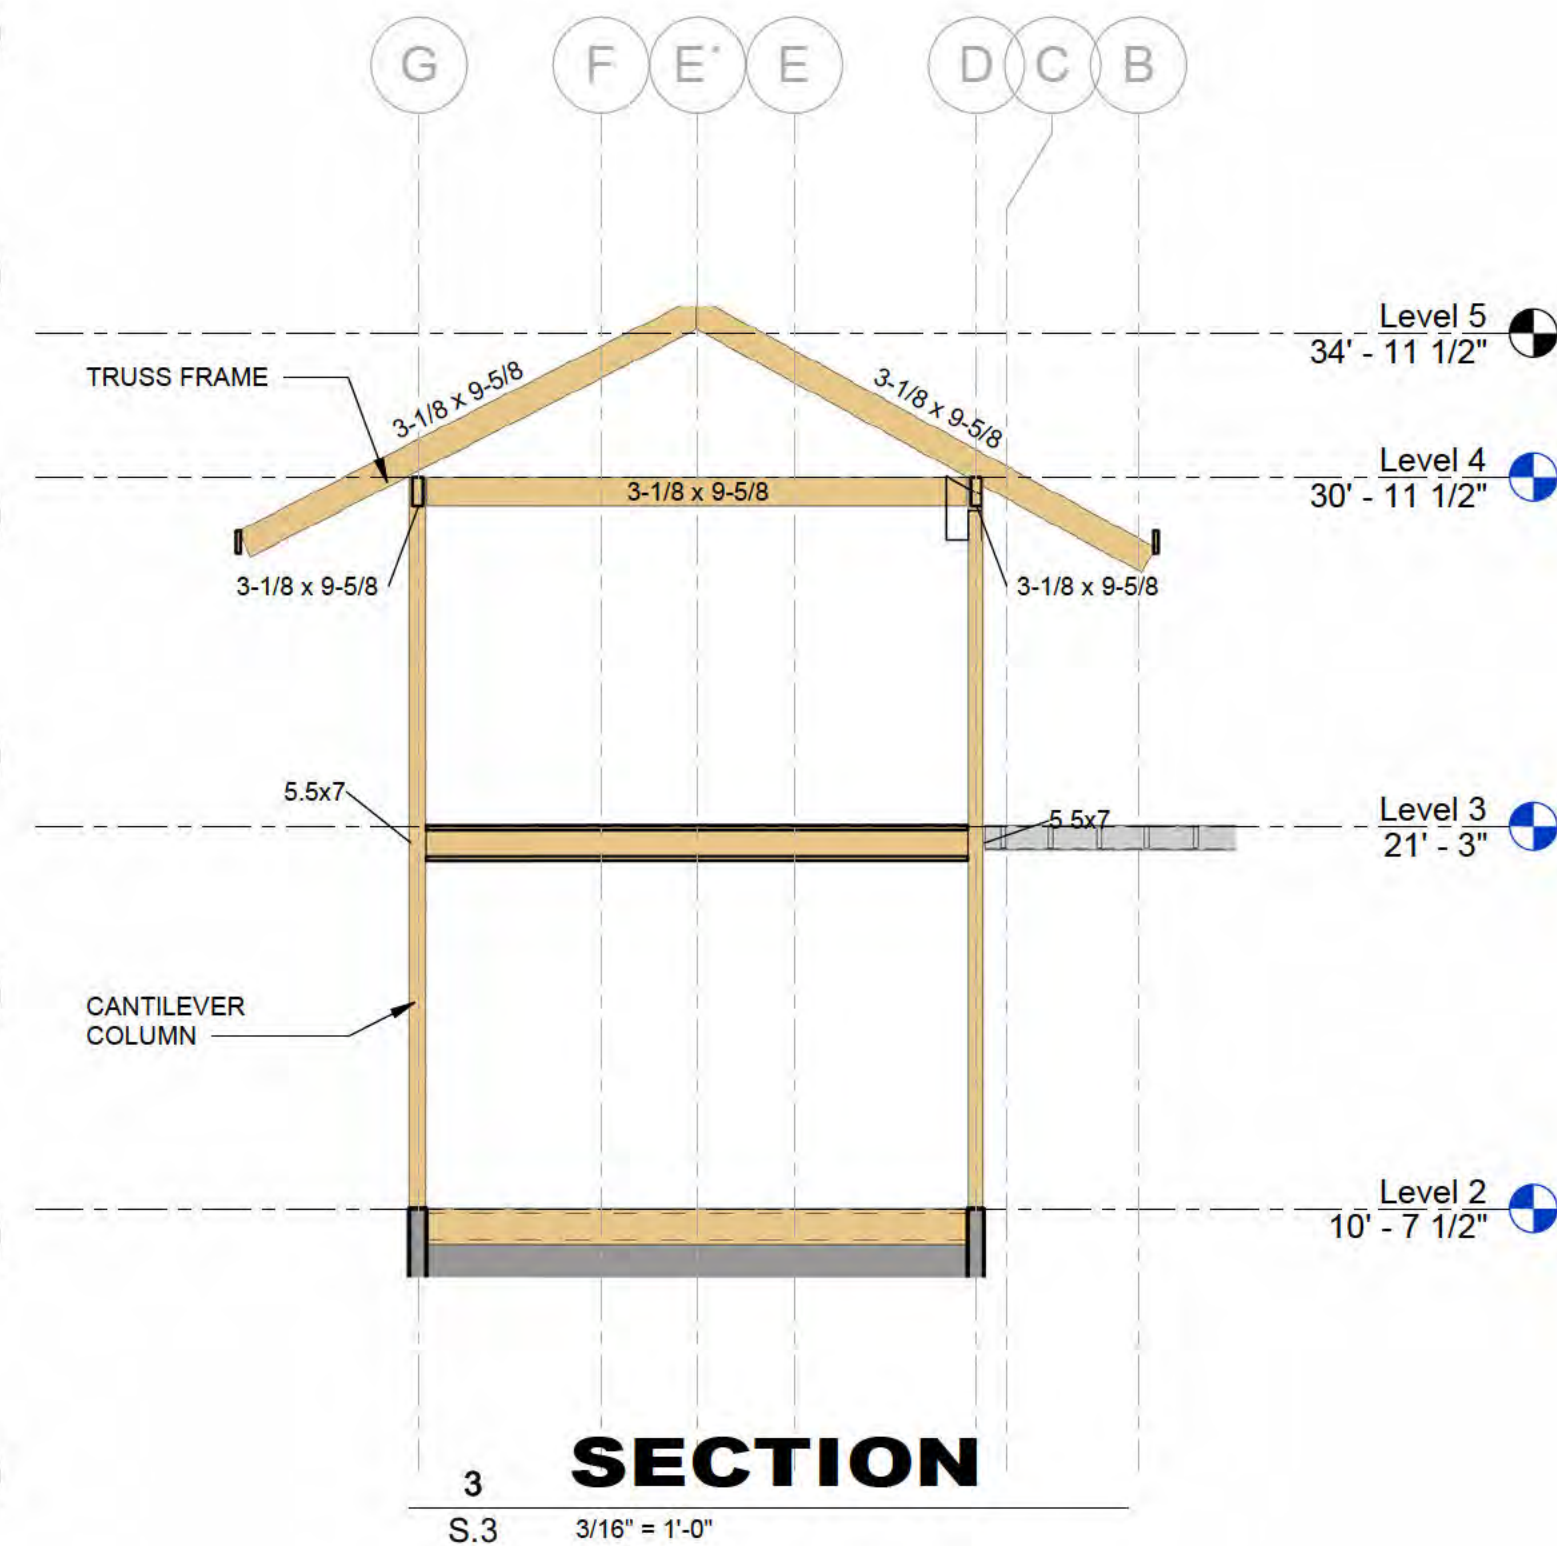 G F E' E D C B
Level 5
34' - 11 1/2"
TRUSS FRAME
3-1/8 x 9-5/8
3-1/8 x 9-5/8
Level 4
30' - 11 1/2"
3-1/8 x 9-5/8
3-1/8 x 9-5/8
3-1/8 x 9-5/8
5.5x7
5 5x7
Level 3
21' - 3"
CANTILEVER
COLUMN
Level 2
10' - 7 1/2"
SECTION
3
S.3
3/16" = 1'-0"